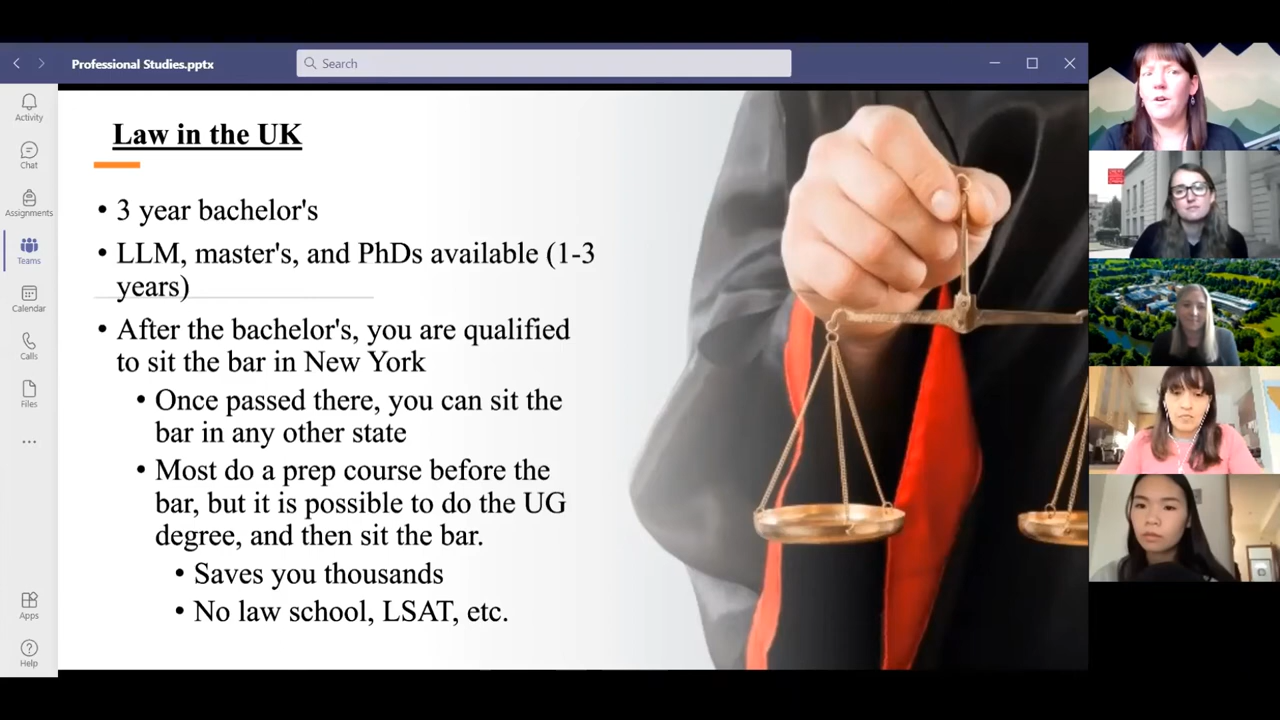 Professional Studies.pptx
Search
Activity
Chat
Assignments
Teams
Calendar
Calls
Files
Apps
Help
Law in the UK
• 3 year bachelor's
• LLM, master's, and PhDs available (1-3
years)
• After the bachelor's, you are qualified
to sit the bar in New York
• Once passed there, you can sit the
bar in any other state
• Most do a prep course before the
bar, but it is possible to do the UG
degree, and then sit the bar.
• Saves you thousands
• No law school, LSAT, etc.